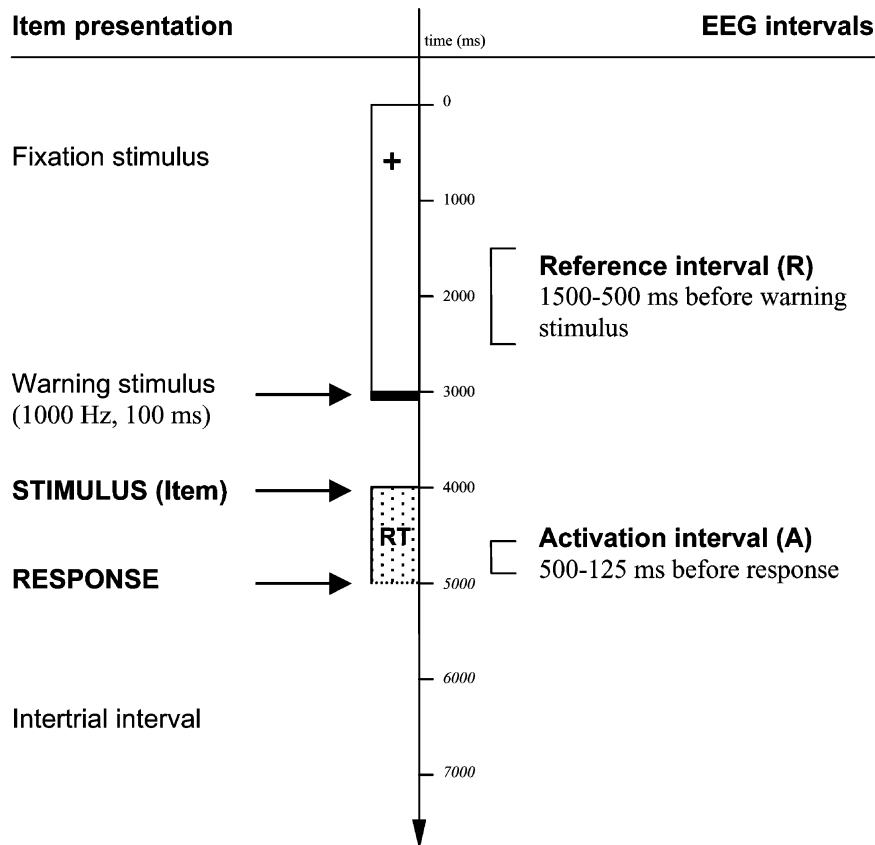 Item presentation
time (ms)
EEG intervals
0
Fixation stimulus
+
1000
Reference interval (R)
2000
1500-500 ms before warning
stimulus
Warning stimulus
3000
(1000 Hz, 100 ms)
STIMULUS (Item)
4000
RT
Activation interval (A)
500-125 ms before response
RESPONSE
5000
6000
Intertrial interval
7000